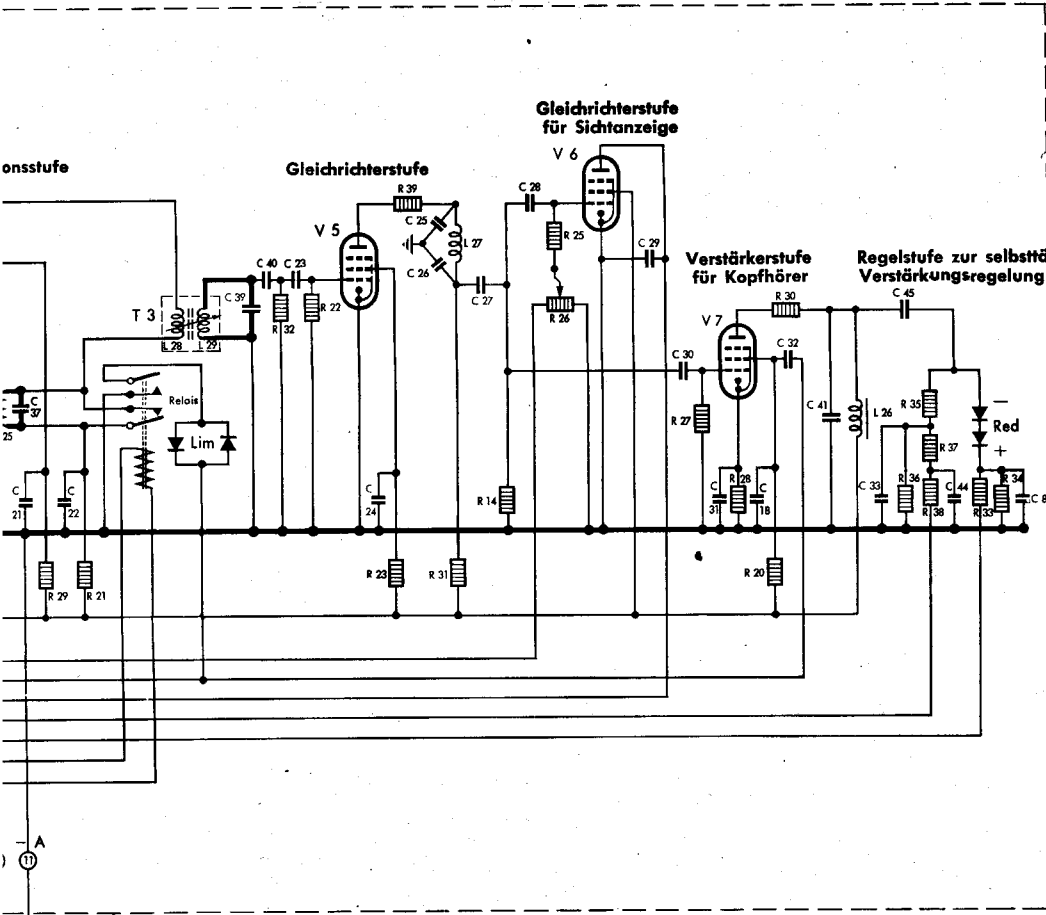 Gleichrichterstufe
für Sichtanzeige
V 6
onsstufe
Gleichrichterstufe
R 39
C 28
V 5
C 25
L 27
R 25
C 29
C 26
C 40
C 23
Verstärkerstufe
für Kopfhörer
Regelstufe zur selbsttä
Verstärkungsregelung
C 27
C 39
R 32
R 22
R 26
R 30
C 45
T 3
L 28
L 29
V 7
C 30
C 32
Relais
C
37
25
Lim
R 27
C 41
L 26
R 35
Red
−
+
R 37
C
21
C
22
C
24
R 14
C
31
R 28
C
18
C 33
R 36
R 38
C 44
R 33
R 34
C 8
R 29
R 21
R 23
R 31
R 20
− A
)
11